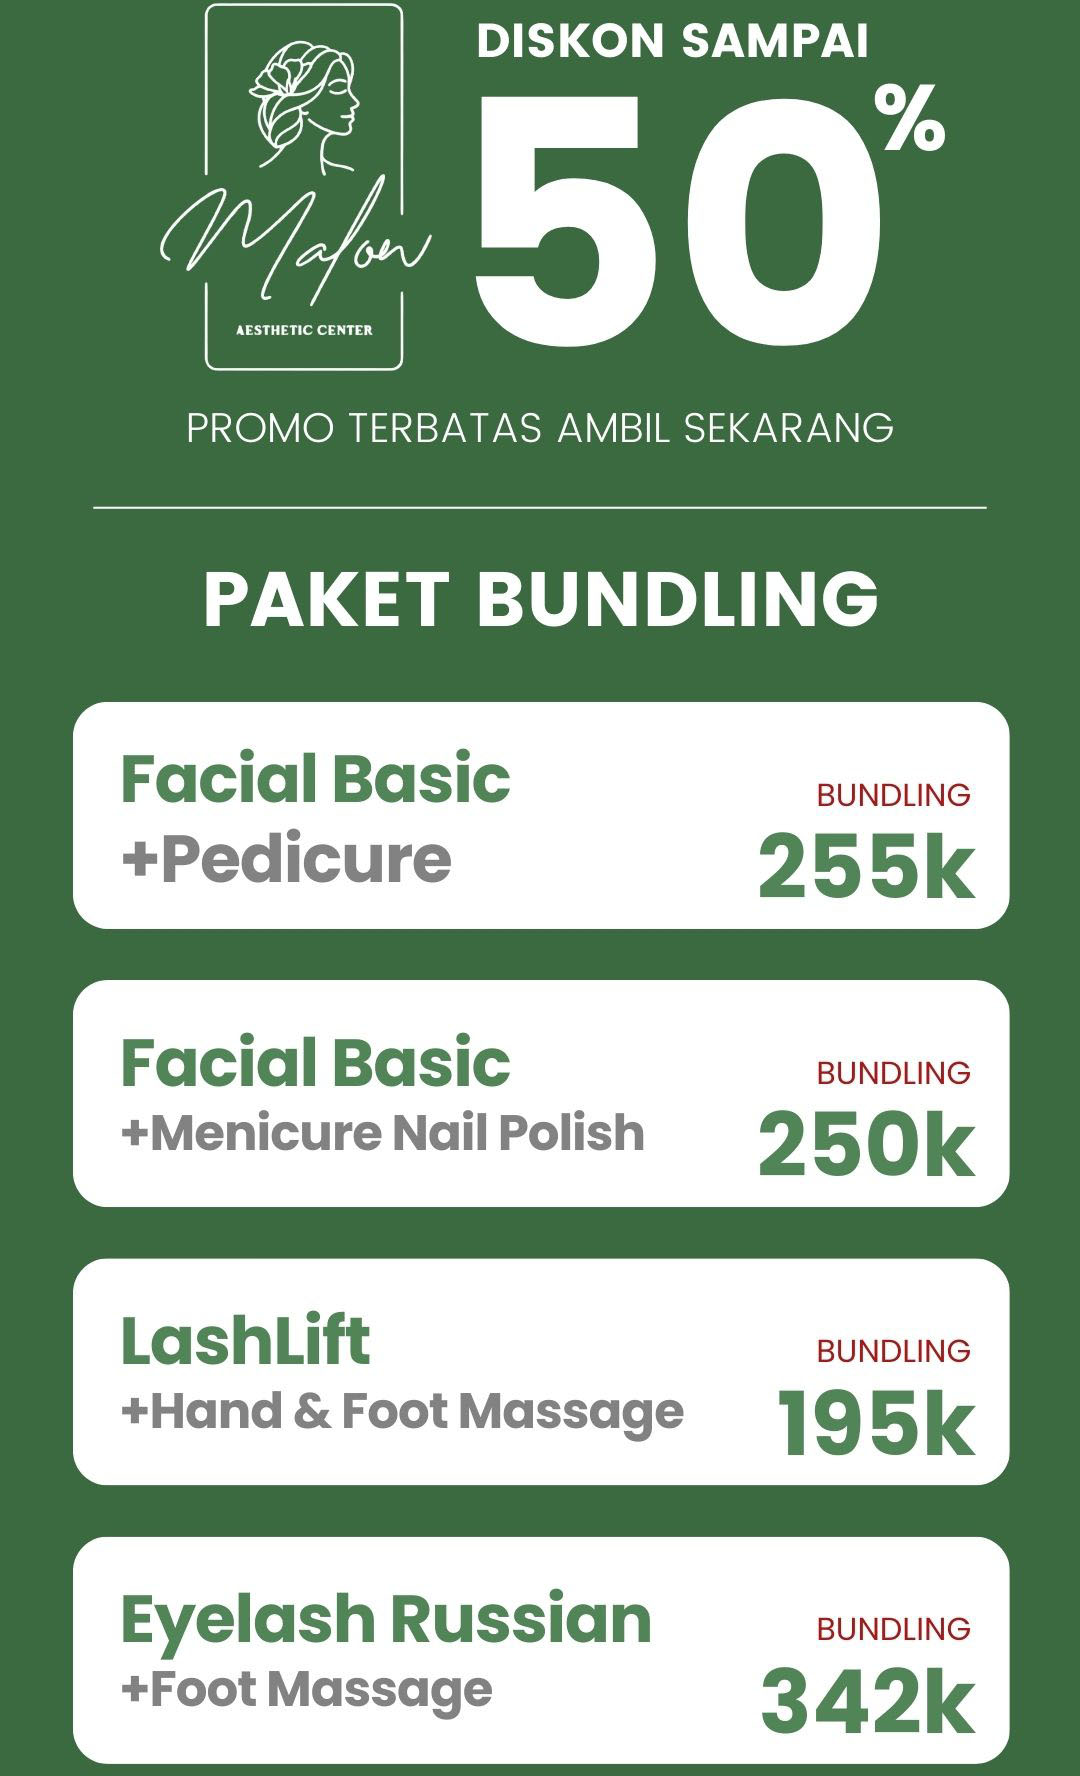 DISKON SAMPAI
50%
Malow
AESTHETIC CENTER
PROMO TERBATAS AMBIL SEKARANG
PAKET BUNDLING
Facial Basic
+Pedicure
BUNDLING
255k
Facial Basic
+Menicure Nail Polish
BUNDLING
250k
LashLift
+Hand & Foot Massage
BUNDLING
195k
Eyelash Russian
+Foot Massage
BUNDLING
342k